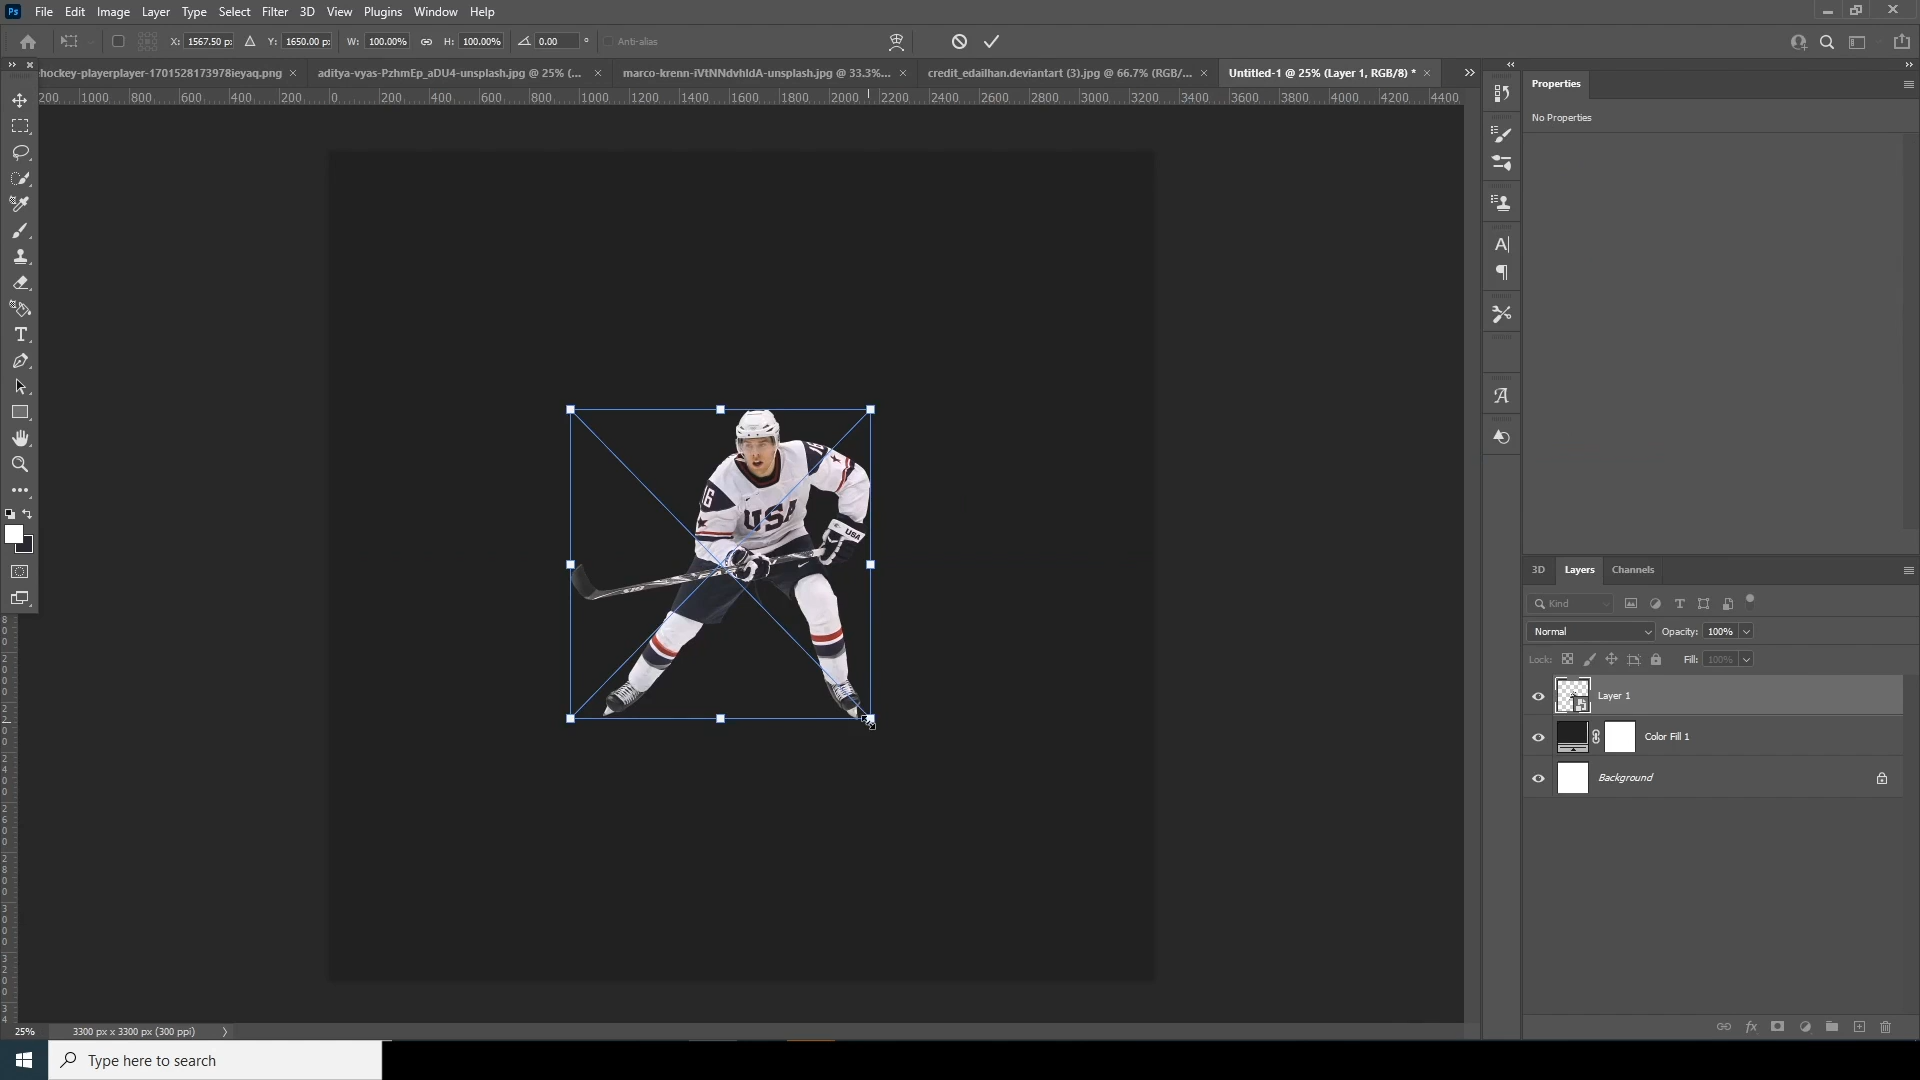 Ps File Edit Image Layer Type Select Filter 3D View Plugins Window Help
X: 1567.50 p: Y: 1650.00 p: W: 100.00% H: 100.00% 0.00 ° Anti-alias
hockey-playerplayer-1701528173978ieyaq.png aditya-vyas-PzhmEp_aDU4-unsplash.jpg @ 25% (... marco-krenn-iVtNNdvhldA-unsplash.jpg @ 33.3%... credit_edailhan.deviantart (3).jpg @ 66.7% (RGB/... Untitled-1 @ 25% (Layer 1, RGB/8) *
200 1000 800 600 400 200 0 200 400 600 800 1000 1200 1400 1600 1800 2000 2200 2400 2600 2800 3000 3200 3400 3600 3800 4000 4200 4400
Properties
No Properties
16
16
USA
USA
3D Layers Channels
Kind
Normal Opacity: 100%
Lock: Fill: 100%
Layer 1
Color Fill 1
Background
25% 3300 px x 3300 px (300 ppi)
Type here to search